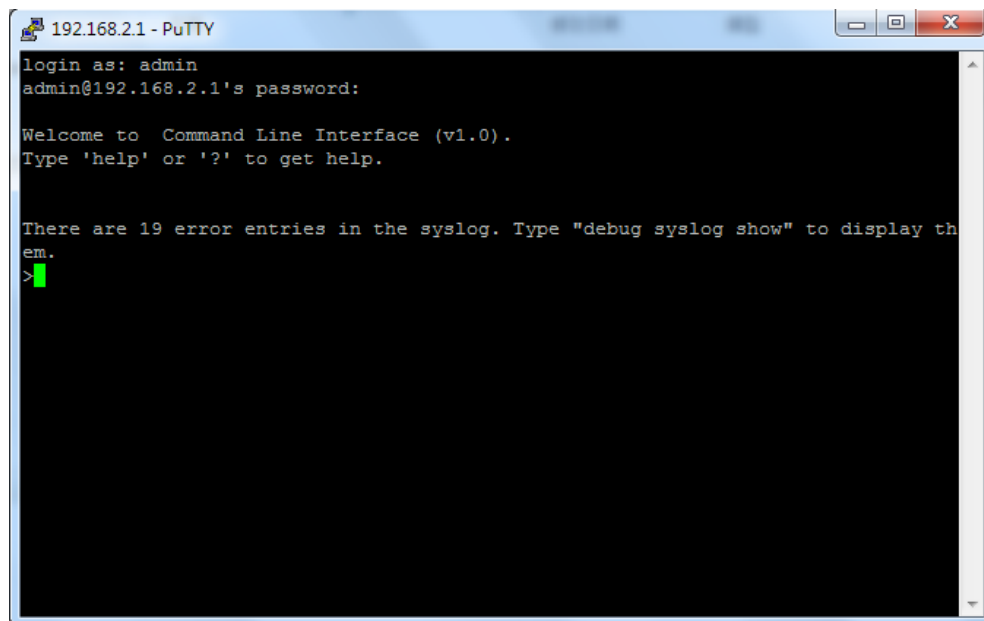 192.168.2.1 - PuTTY
login as: admin
admin@192.168.2.1's password:
Welcome to  Command Line Interface (v1.0).
Type 'help' or '?' to get help.
There are 19 error entries in the syslog. Type "debug syslog show" to display th
em.
>